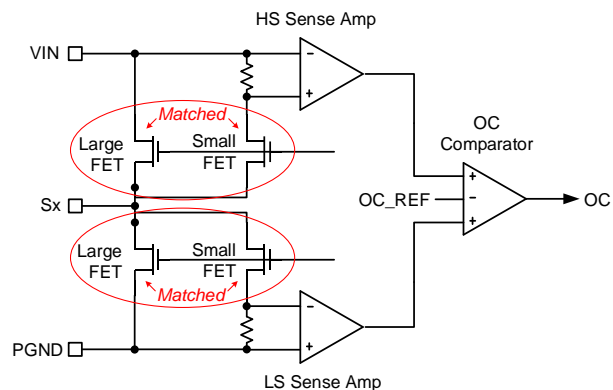 HS Sense Amp
VIN
−
+
Matched
Large
FET
Small
FET
OC
Comparator
Sx
OC_REF
+
−
+
OC
Large
FET
Small
FET
Matched
−
+
PGND
LS Sense Amp